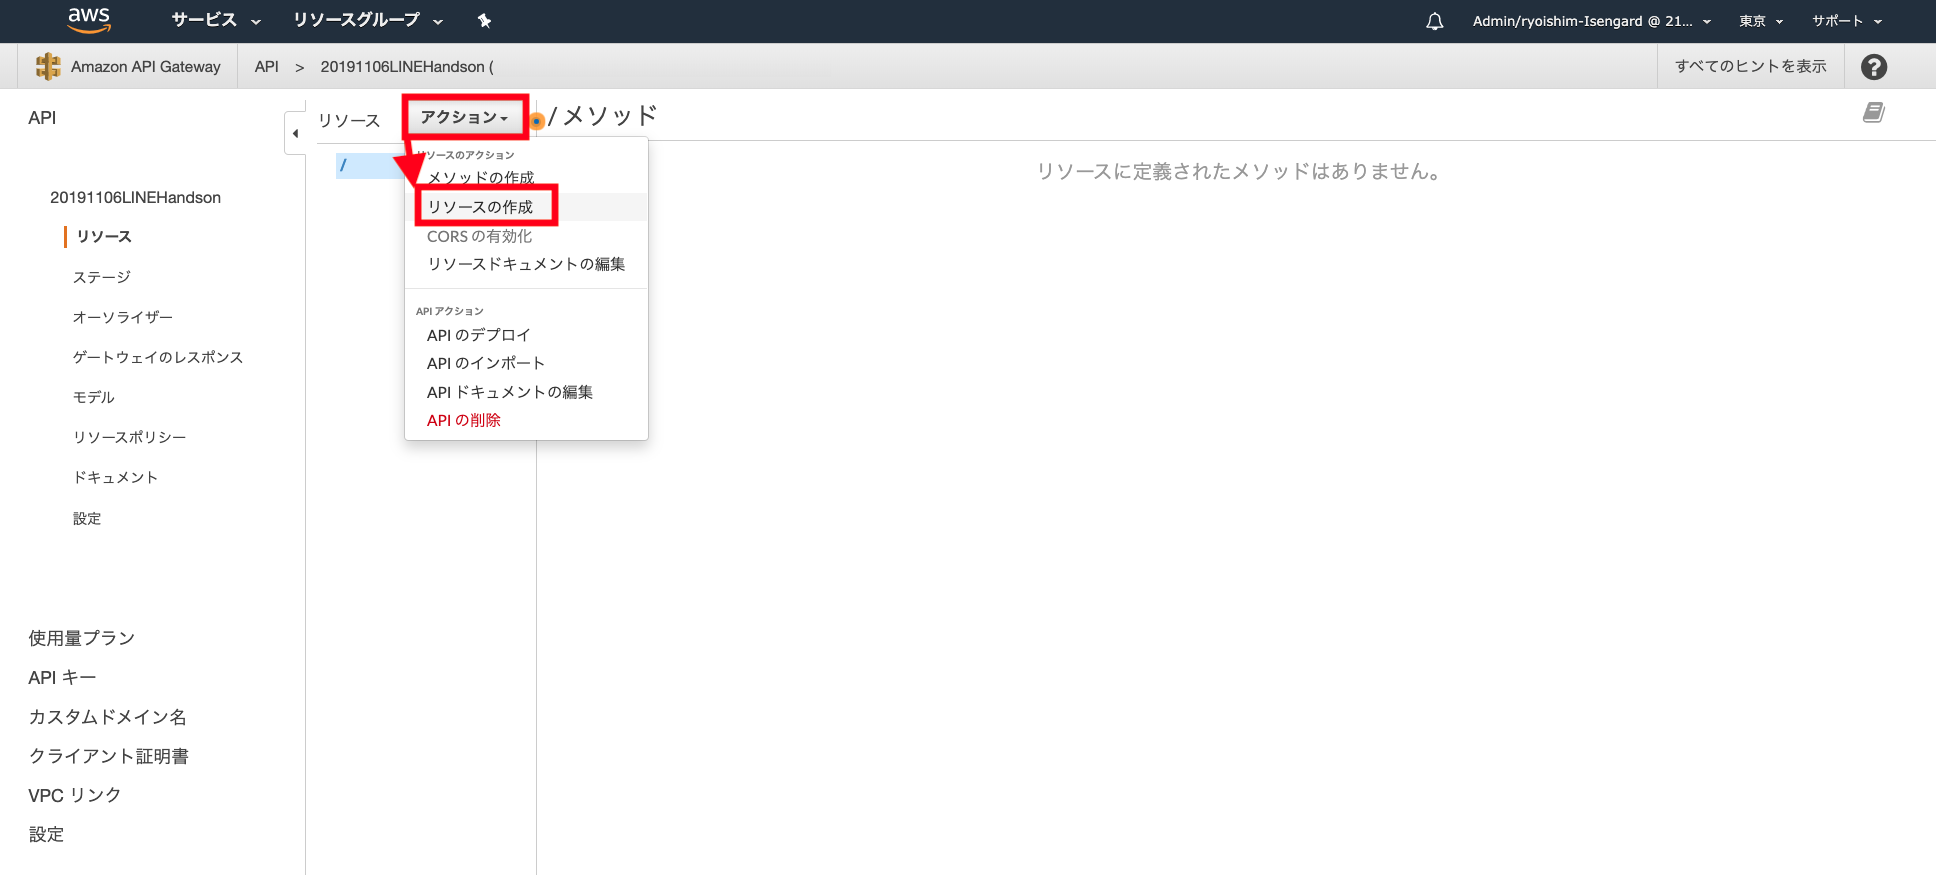 aws
サービス
リソースグループ
Admin/ryoishim-Isengard @ 21...
東京
サポート
Amazon API Gateway
API > 20191106LINEHandson (
すべてのヒントを表示
?
API
20191106LINEHandson
リソース
ステージ
オーソライザー
ゲートウェイのレスポンス
モデル
リソースポリシー
ドキュメント
設定
使用量プラン
API キー
カスタムドメイン名
クライアント証明書
VPC リンク
設定
リソース
アクション
/
リソースのアクション
メソッドの作成
リソースの作成
CORS の有効化
リソースドキュメントの編集
API アクション
API のデプロイ
API のインポート
API ドキュメントの編集
API の削除
/ メソッド
リソースに定義されたメソッドはありません。